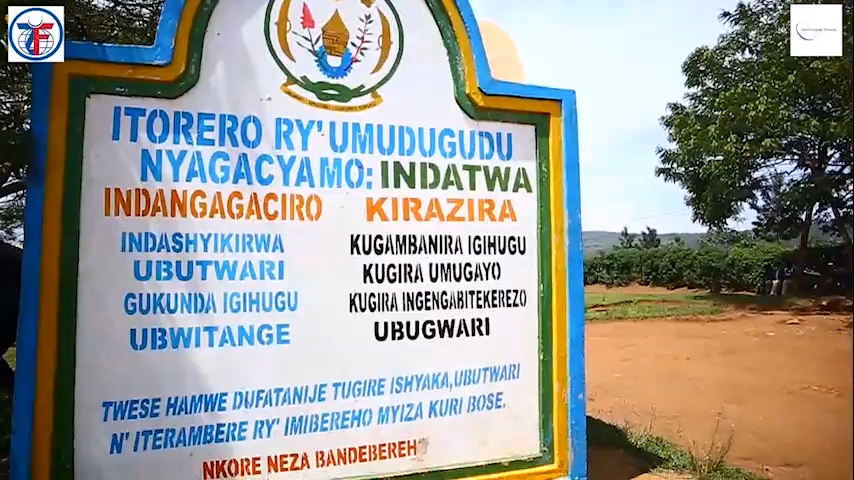 ITORERO RY'UMUDUGUDU
NYAGACYAMO: INDATWA
INDANGAGACIRO
INDASHYIKIRWA
UBUTWARI
GUKUNDA IGIHUGU
UBWITANGE
KIRAZIRA
KUGAMBANIRA IGIHUGU
KUGIRA UMUGAYO
KUGIRA INGENGABITEKEREZO
UBUGWARI
TWESE HAMWE DUFATANIJE TUGIRE ISHYAKA,UBUTWARI
N'ITERAMBERE RY'IMIBEREHO MYIZA KURI BOSE.
NKORE NEZA BANDEBEREHO